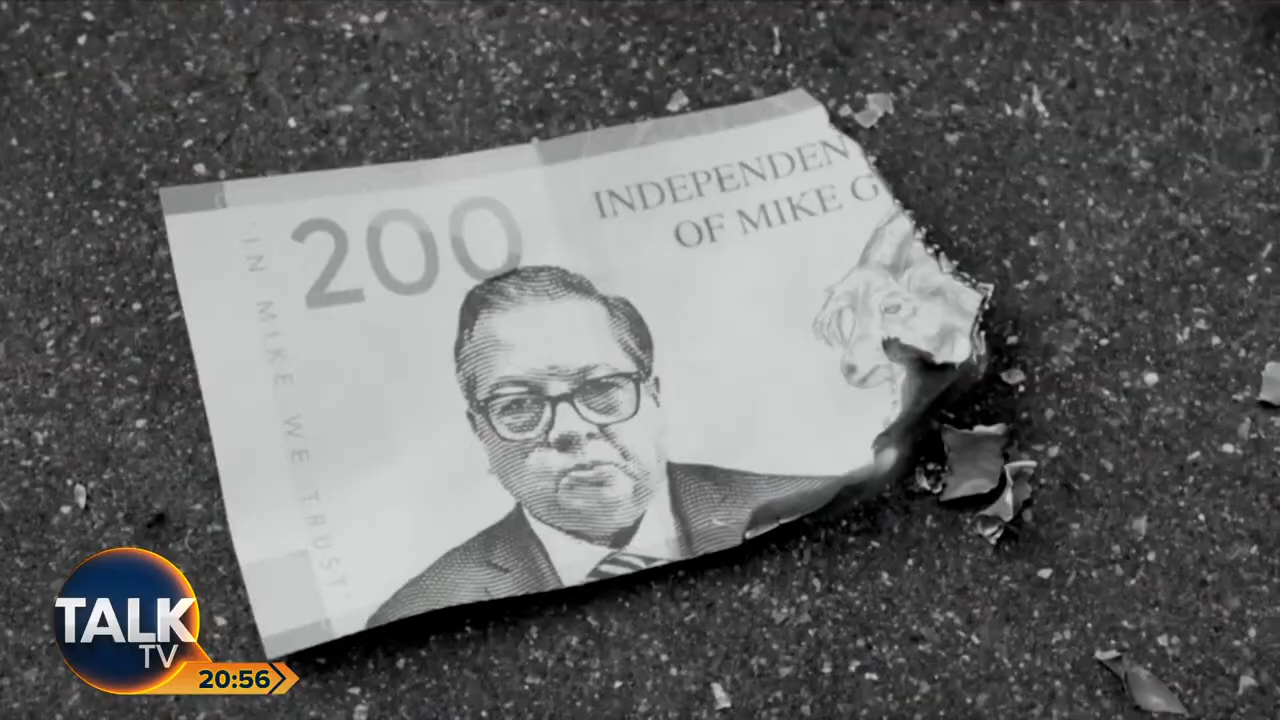 200
INDEPENDEN
OF MIKE G
'IN MIKE WE TRUST'
TALK
TV
20:56